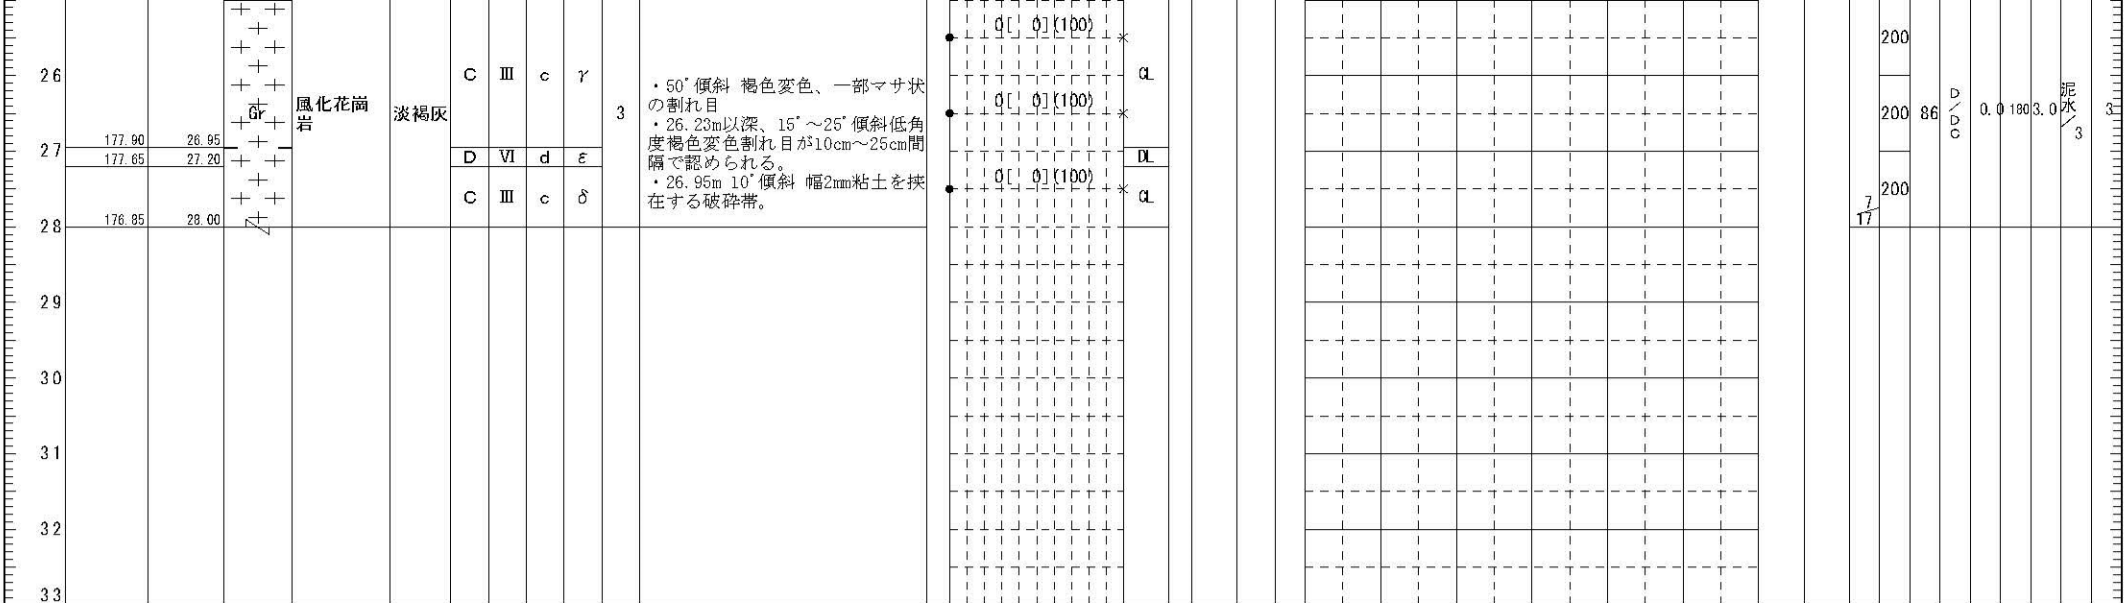 26
27
28
29
30
31
32
33
177.90 26.95
177.65 27.20
176.85 28.00
Gr
風化花崗
岩
淡褐灰
C Ⅲ c γ
D Ⅵ d ε
C Ⅲ c δ
3
・50°傾斜 褐色変色、一部マサ状
の割れ目
・26.23m以深、15°～25°傾斜低角
度褐色変色割れ目が10cm～25cm間
隔で認められる。
・26.95m 10°傾斜 幅2mm粘土を挟
在する破砕帯。
0[ 0](100)
0[ 0](100)
0[ 0](100)
CL
DL
CL
7/17
200
200
200
86
D/DC
0.0
180
3.0
泥水/3
3